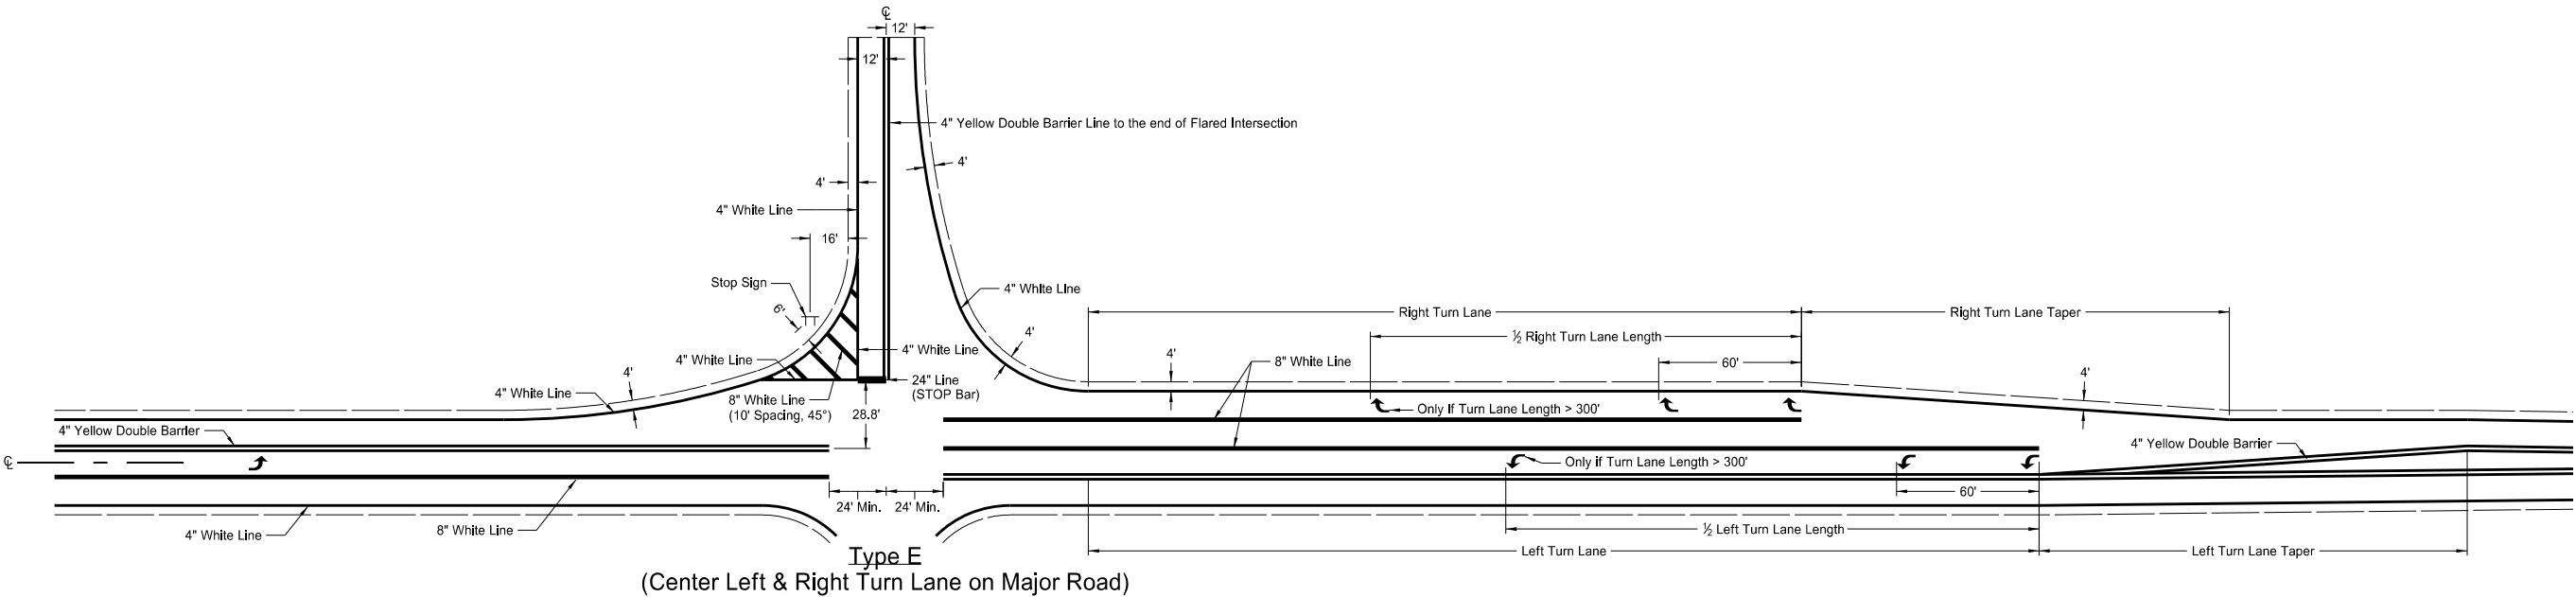 ℄
12'
12'
4" Yellow Double Barrier Line to the end of Flared Intersection
4'
4'
4" White Line
16'
Stop Sign
6'
4" White Line
4'
4" White Line
4" White Line
24" Line
(STOP Bar)
8" White Line
(10' Spacing, 45°)
28.8'
4'
4" White Line
Right Turn Lane
Right Turn Lane Taper
½ Right Turn Lane Length
60'
4'
8" White Line
4'
Only If Turn Lane Length > 300'
4" Yellow Double Barrier
4" Yellow Double Barrier
℄
Only if Turn Lane Length > 300'
60'
24' Min.
24' Min.
4" White Line
8" White Line
½ Left Turn Lane Length
Left Turn Lane
Left Turn Lane Taper
Type E
(Center Left & Right Turn Lane on Major Road)